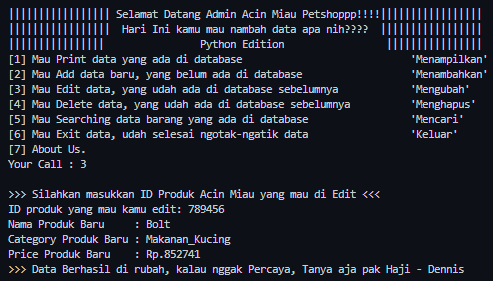 ||||||||||||||||| Selamat Datang Admin Acin Miau Petshoppp!!!!|||||||||||||||||
|||||||||||||||||  Hari Ini kamu mau nambah data apa nih????  |||||||||||||||||
||||||||||||||||               Python Edition                  ||||||||||||||||
[1] Mau Print data yang ada di database 'Menampilkan'
[2] Mau Add data baru, yang belum ada di database 'Menambahkan'
[3] Mau Edit data, yang udah ada di database sebelumnya 'Mengubah'
[4] Mau Delete data, yang udah ada di database sebelumnya 'Menghapus'
[5] Mau Searching data barang yang ada di database 'Mencari'
[6] Mau Exit data, udah selesai ngotak-ngatik data 'Keluar'
[7] About Us.
Your Call : 3
>>> Silahkan masukkan ID Produk Acin Miau yang mau di Edit <<<
ID produk yang mau kamu edit: 789456
Nama Produk Baru : Bolt
Category Produk Baru : Makanan_Kucing
Price Produk Baru : Rp.852741
>>> Data Berhasil di rubah, kalau nggak Percaya, Tanya aja pak Haji - Dennis